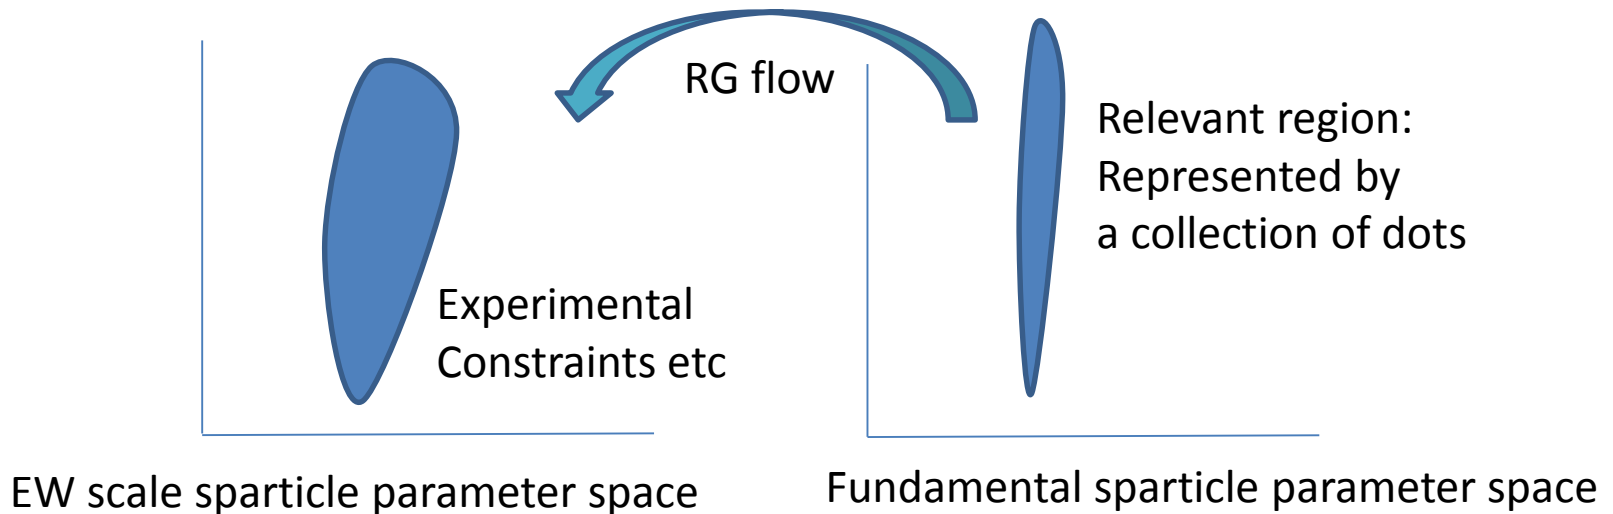 RG flow
Relevant region:
Represented by
a collection of dots
Experimental
Constraints etc
EW scale sparticle parameter space
Fundamental sparticle parameter space